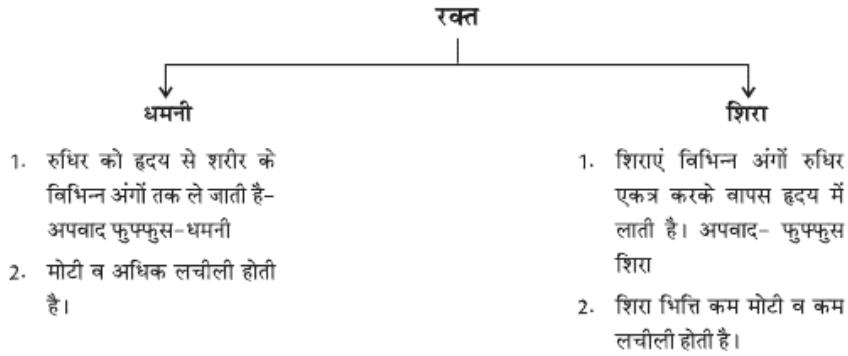 रक्त
धमनी
1. रुधिर को हृदय से शरीर के
विभिन्न अंगों तक ले जाती है-
अपवाद फुफ्फुस-धमनी
2. मोटी व अधिक लचीली होती
है।
शिरा
1. शिराएं विभिन्न अंगों रुधिर
एकत्र करके वापस हृदय में
लाती है। अपवाद- फुफ्फुस
शिरा
2. शिरा भित्ति कम मोटी व कम
लचीली होती है।